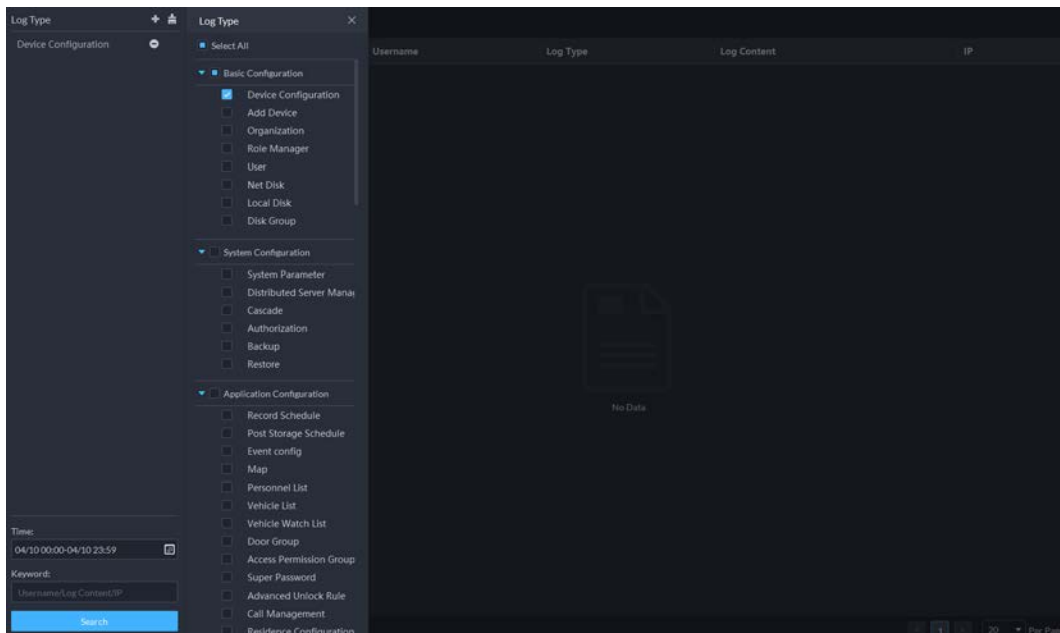 Log Type
Device Configuration
Time:
04/10 00:00-04/10 23:59
Keyword:
Username/Log Content/IP
Search
Log Type
Select All
Basic Configuration
Device Configuration
Add Device
Organization
Role Manager
User
Net Disk
Local Disk
Disk Group
System Configuration
System Parameter
Distributed Server Manag
Cascade
Authorization
Backup
Restore
Application Configuration
Record Schedule
Post Storage Schedule
Event config
Map
Personnel List
Vehicle List
Vehicle Watch List
Door Group
Access Permission Group
Super Password
Advanced Unlock Rule
Call Management
Residence Configuration
Username Log Type Log Content IP
No Data
1 20 Per Pag